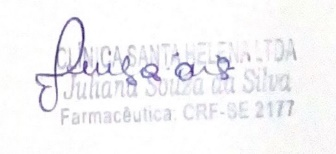 CLÍNICA SANTA HELENA LTDA
Juliana Souza da Silva
Farmacêutica: CRF-SE 2177